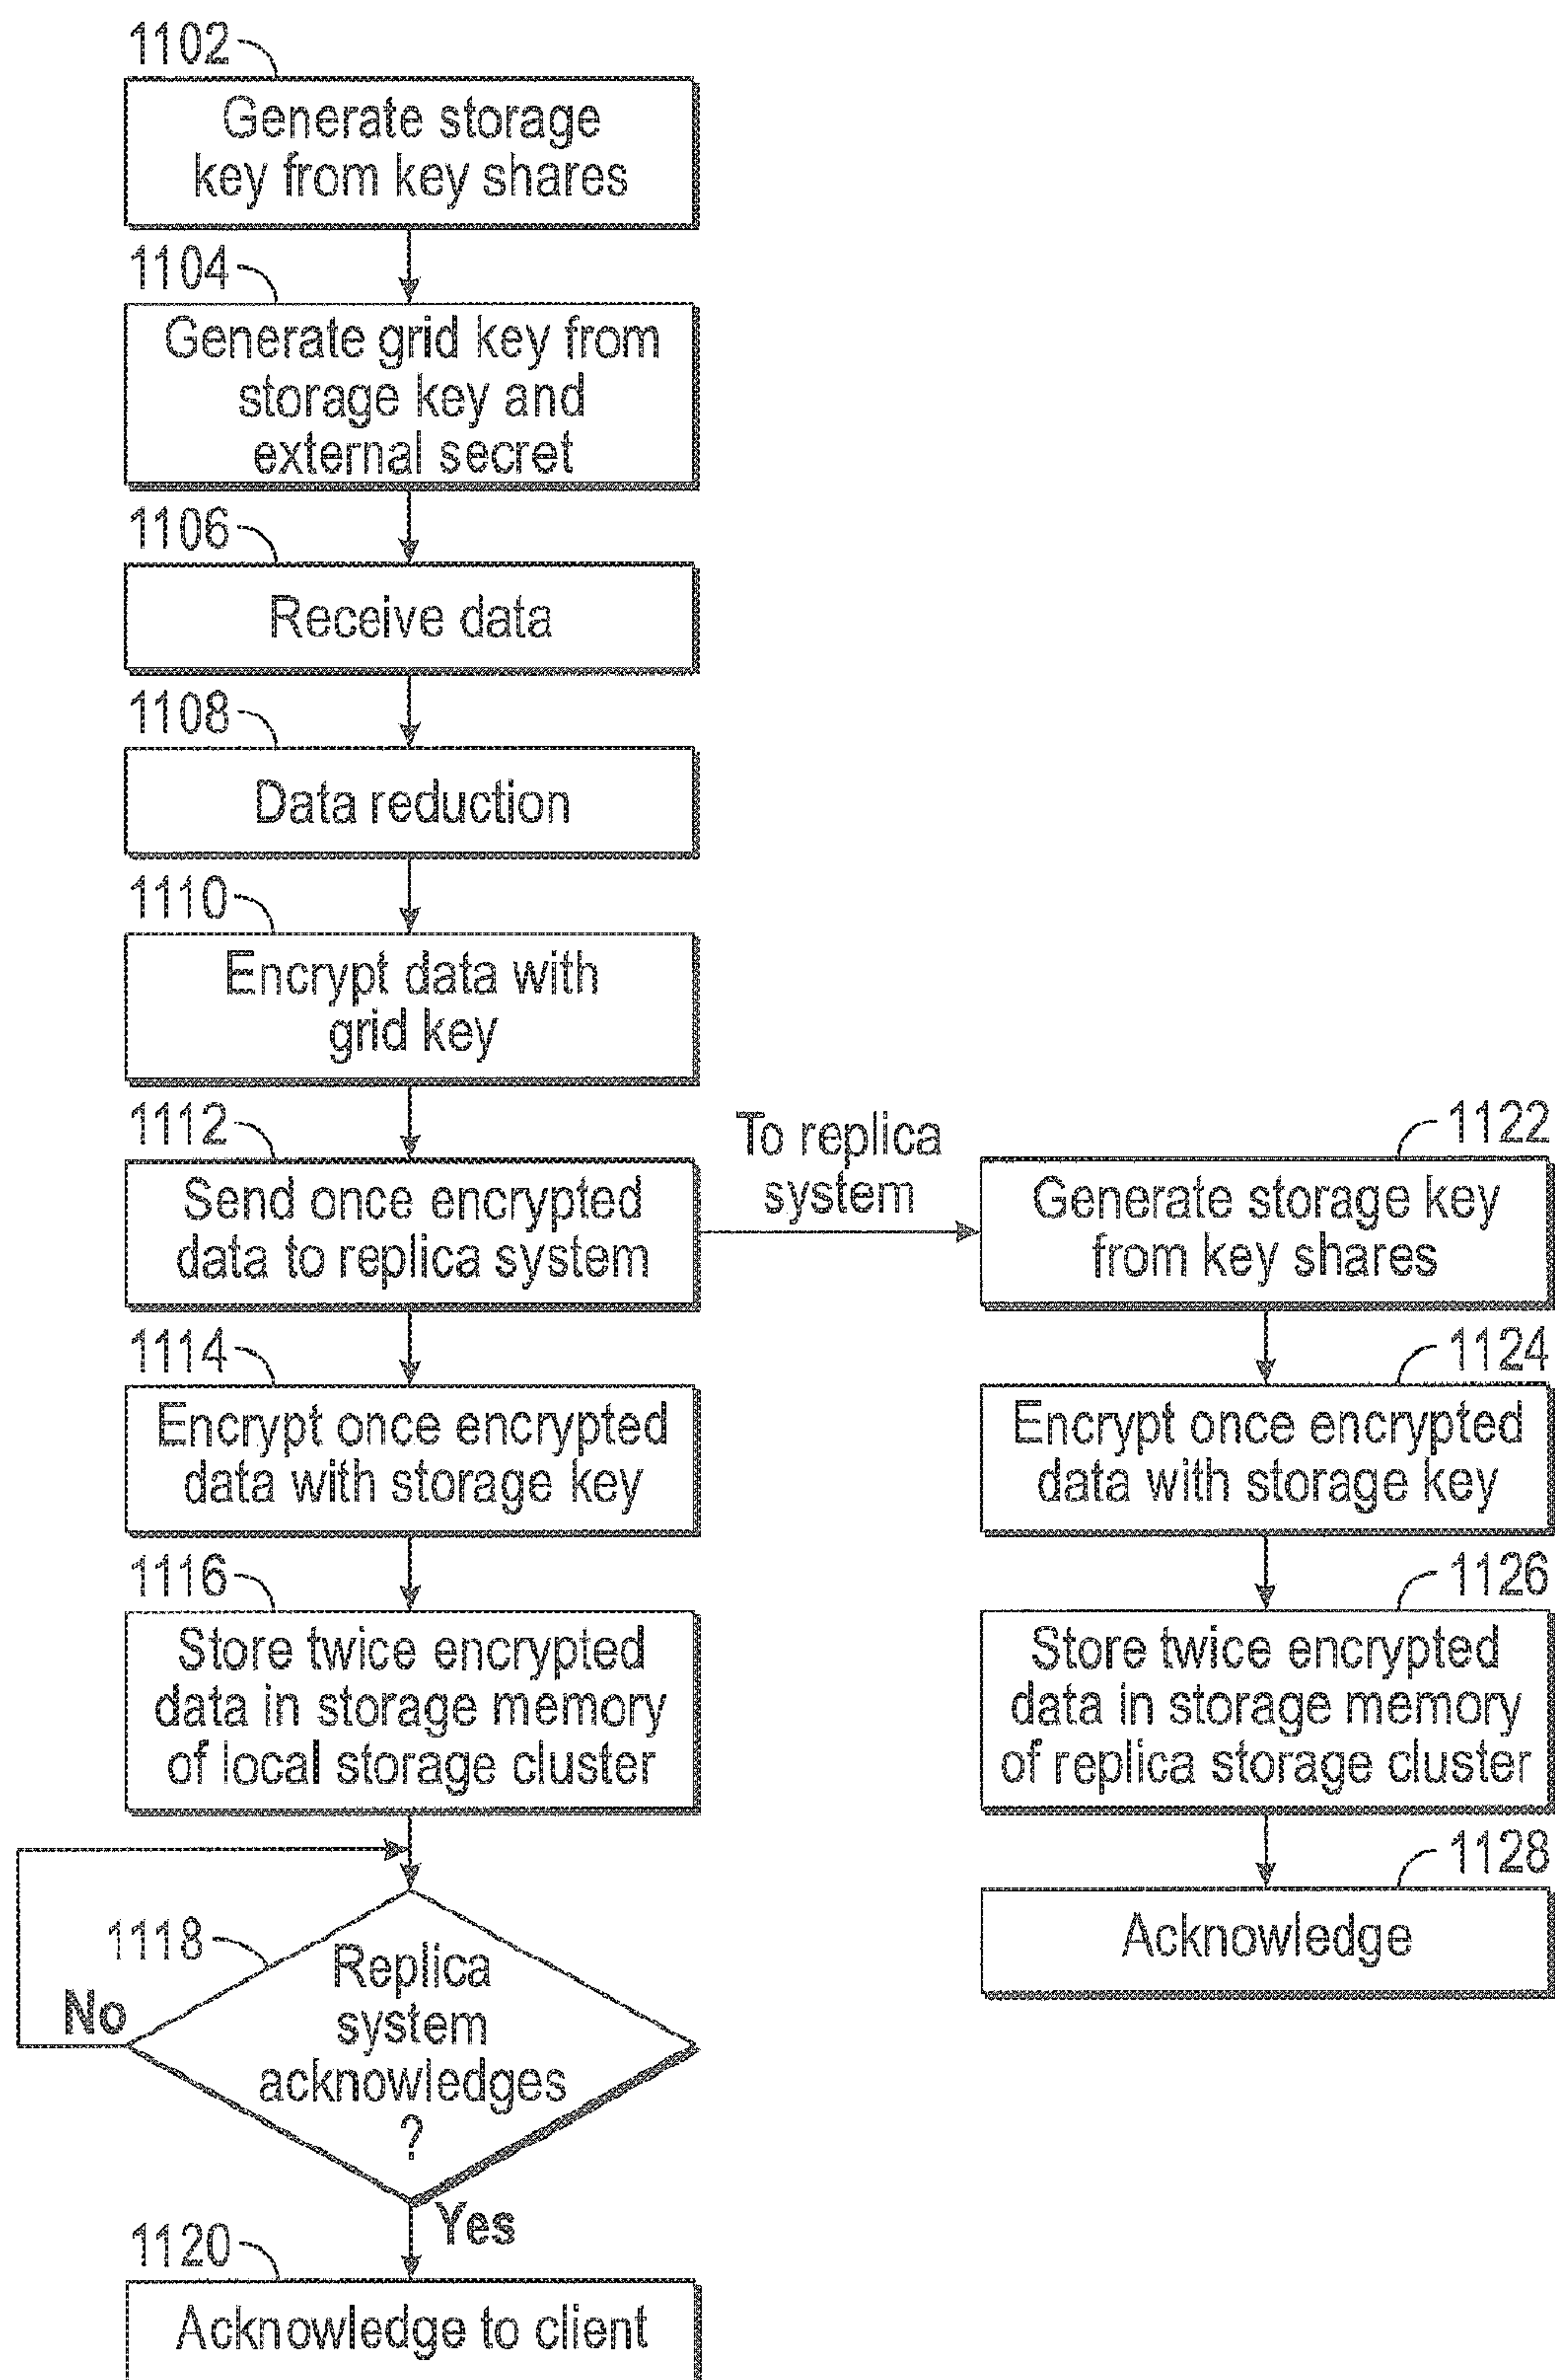 1102
Generate storage
key from key shares
1104
Generate grid key from
storage key and
external secret
1106
Receive data
1108
Data reduction
1110
Encrypt data with
grid key
1112
Send once encrypted
data to replica system
To replica
system
1114
Encrypt once encrypted
data with storage key
1116
Store twice encrypted
data in storage memory
of local storage cluster
1118
Replica
system
acknowledges
?
No
Yes
1120
Acknowledge to client
1122
Generate storage key
from key shares
1124
Encrypt once encrypted
data with storage key
1126
Store twice encrypted
data in storage memory
of replica storage cluster
1128
Acknowledge